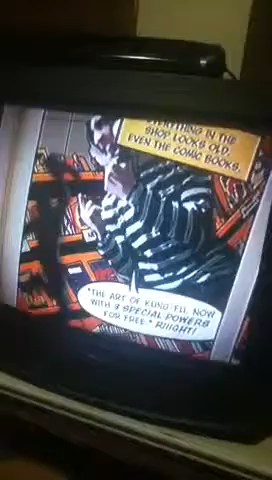 EVERYTHING IN THE
SHOP LOOKS OLD.
EVEN THE COMIC BOOKS.
"THE ART OF KUNG-FU, NOW
WITH 3 SPECIAL POWERS
FOR FREE." RIIIGHT!